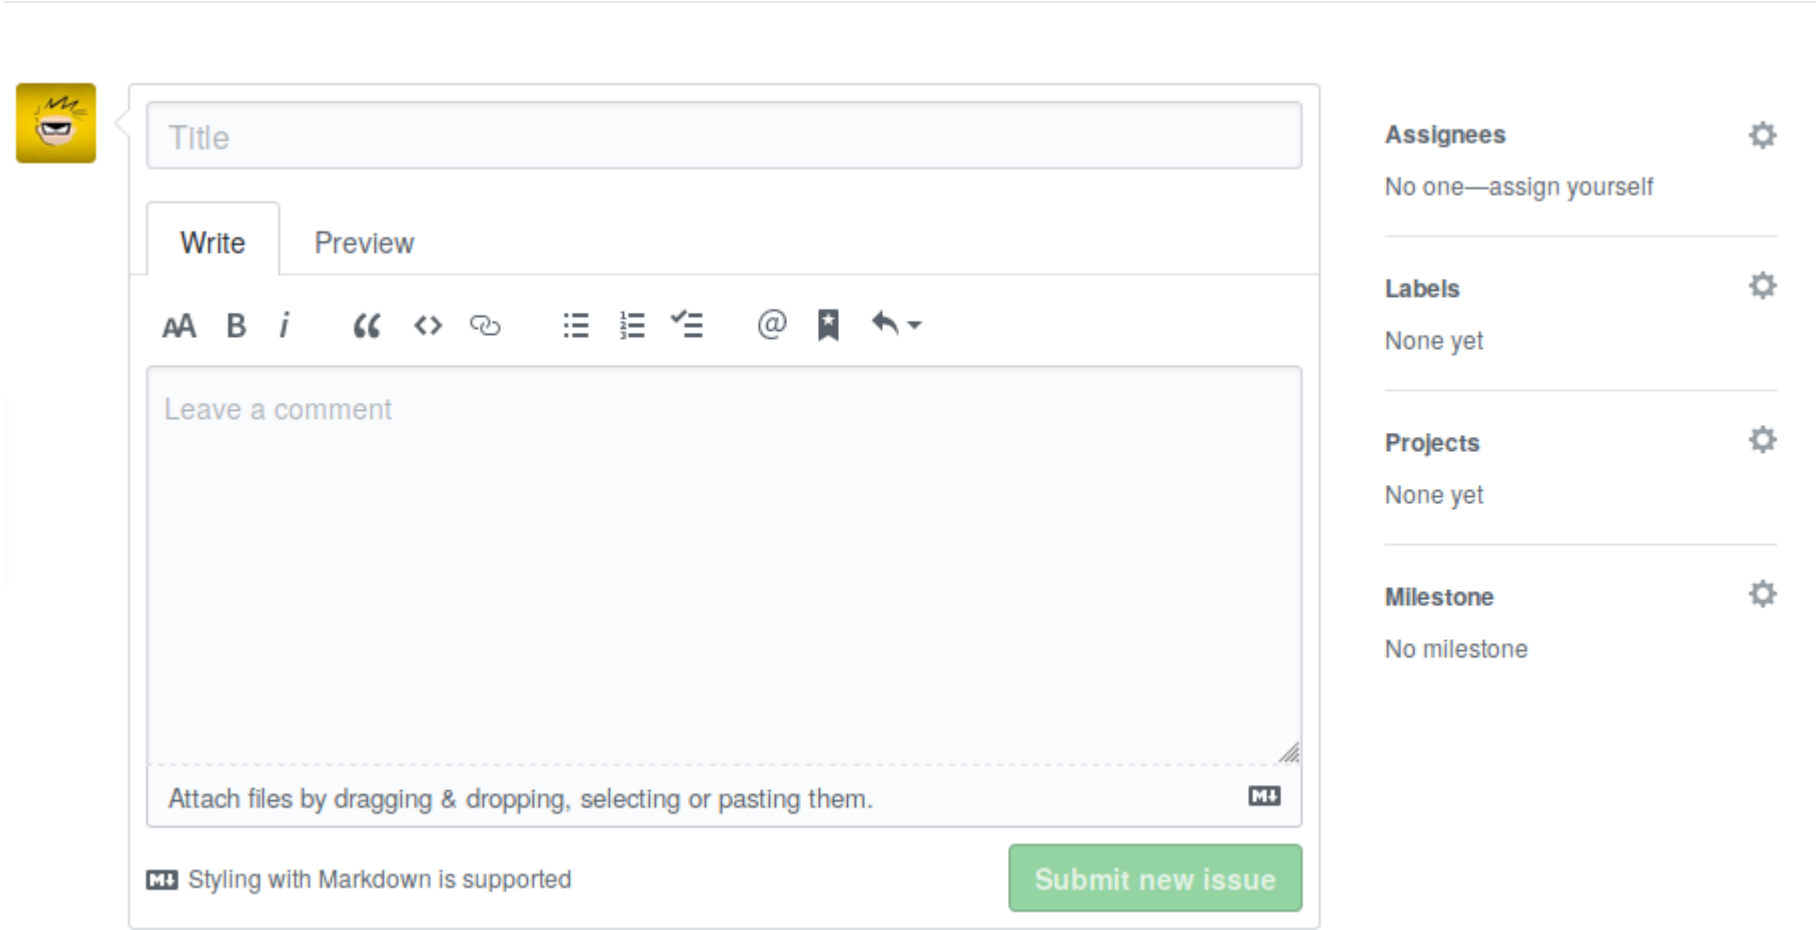 Title
Write Preview
AA B i “ <> @
Leave a comment
Attach files by dragging & dropping, selecting or pasting them.
M↓
M↓ Styling with Markdown is supported
Submit new issue
Assignees
No one—assign yourself
Labels
None yet
Projects
None yet
Milestone
No milestone